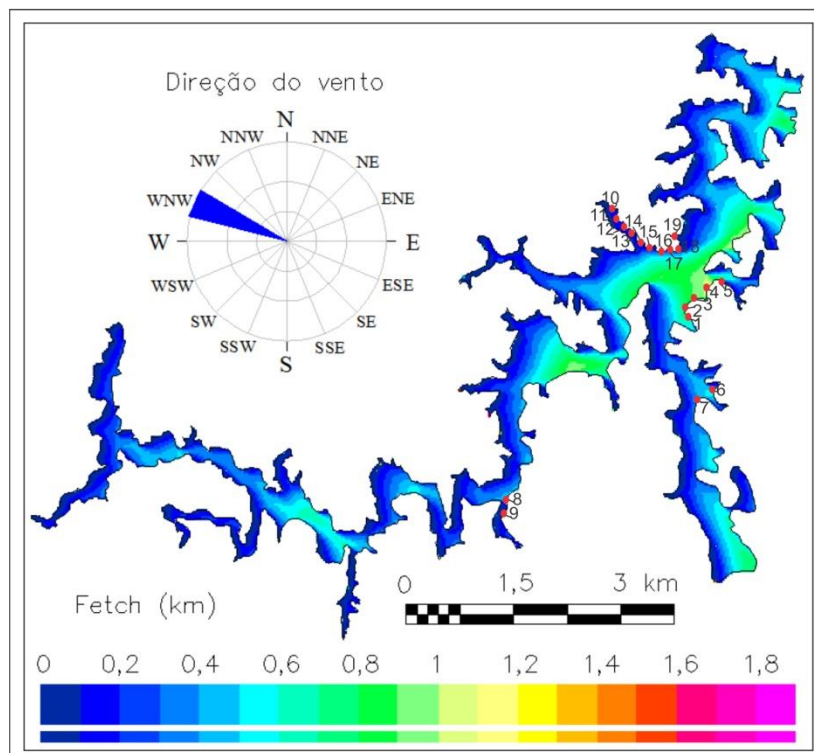 Direção do vento
N
NNW
NNE
NW
NE
WNW
ENE
W
E
WSW
ESE
SW
SE
SSW
SSE
S
10
11
12
13
14
15
16
17
18
19
5
4
3
2
1
6
7
8
9
0 1,5 3 km
Fetch (km)
0 0,2 0,4 0,6 0,8 1 1,2 1,4 1,6 1,8